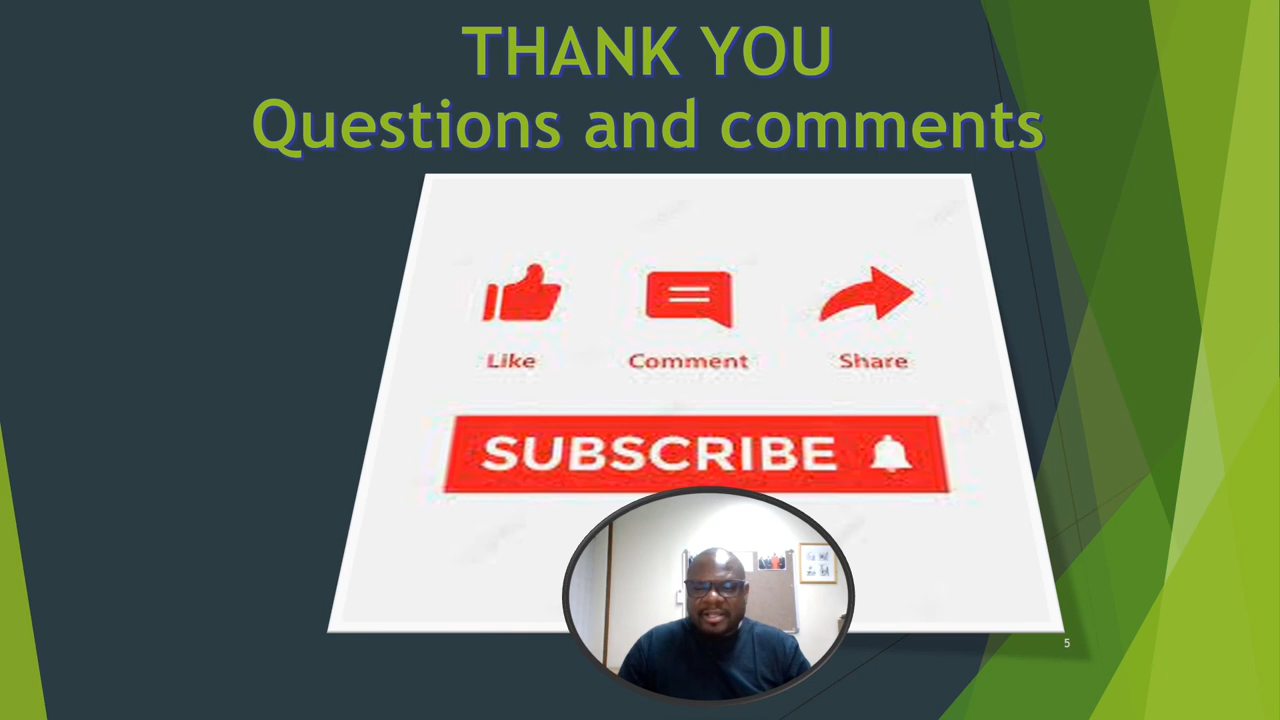 THANK YOU
Questions and comments
Like Comment Share
SUBSCRIBE
5